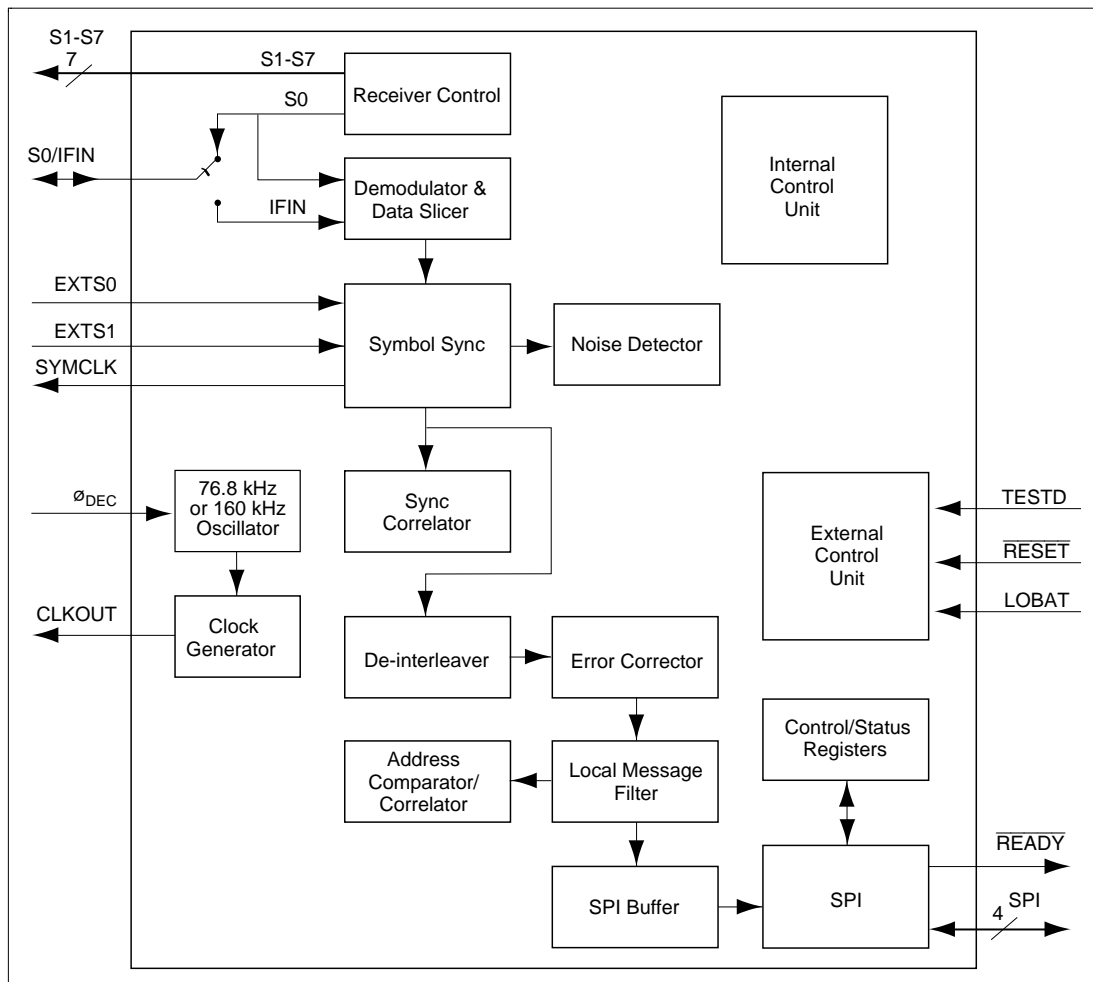 S1-S7
7
S1-S7
Receiver Control
S0
S0/IFIN
Internal
Control
Unit
Demodulator &
Data Slicer
IFIN
EXTS0
EXTS1
SYMCLK
Symbol Sync
Noise Detector
øDEC
76.8 kHz
or 160 kHz
Oscillator
Sync
Correlator
TESTD
RESET
LOBAT
External
Control
Unit
CLKOUT
Clock
Generator
De-interleaver
Error Corrector
Control/Status
Registers
Address
Comparator/
Correlator
Local Message
Filter
READY
SPI Buffer
SPI
4
SPI